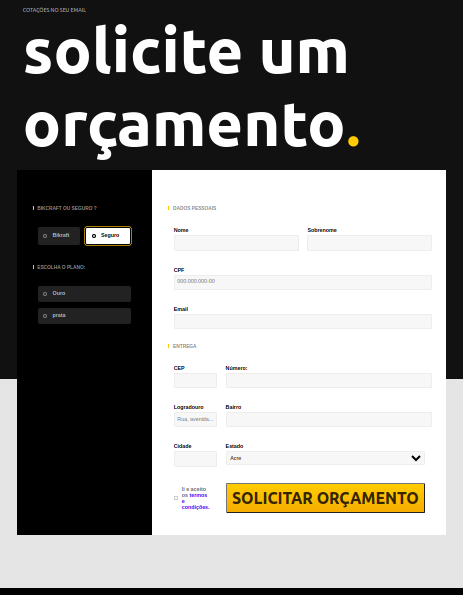 COTAÇÕES NO SEU EMAIL
solicite um
orçamento.
BIKCRAFT OU SEGURO ?
Bikraft
Seguro
ESCOLHA O PLANO:
Ouro
prata
DADOS PESSOAIS
Nome
Sobrenome
CPF
000.000.000-00
Email
ENTREGA
CEP
Número:
Logradouro
Bairro
Rua, avenida...
Cidade
Estado
Acre
li e aceito
os termos
e
condições.
SOLICITAR ORÇAMENTO